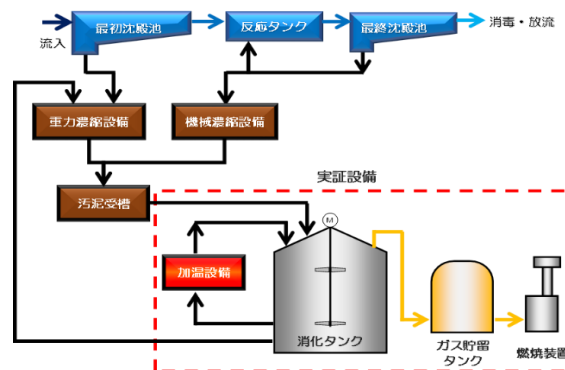 流入
最初沈殿池
反応タンク
最終沈殿池
消毒・放流
重力濃縮設備
機械濃縮設備
汚泥受槽
実証設備
M
加温設備
消化タンク
ガス貯留
タンク
燃焼装置